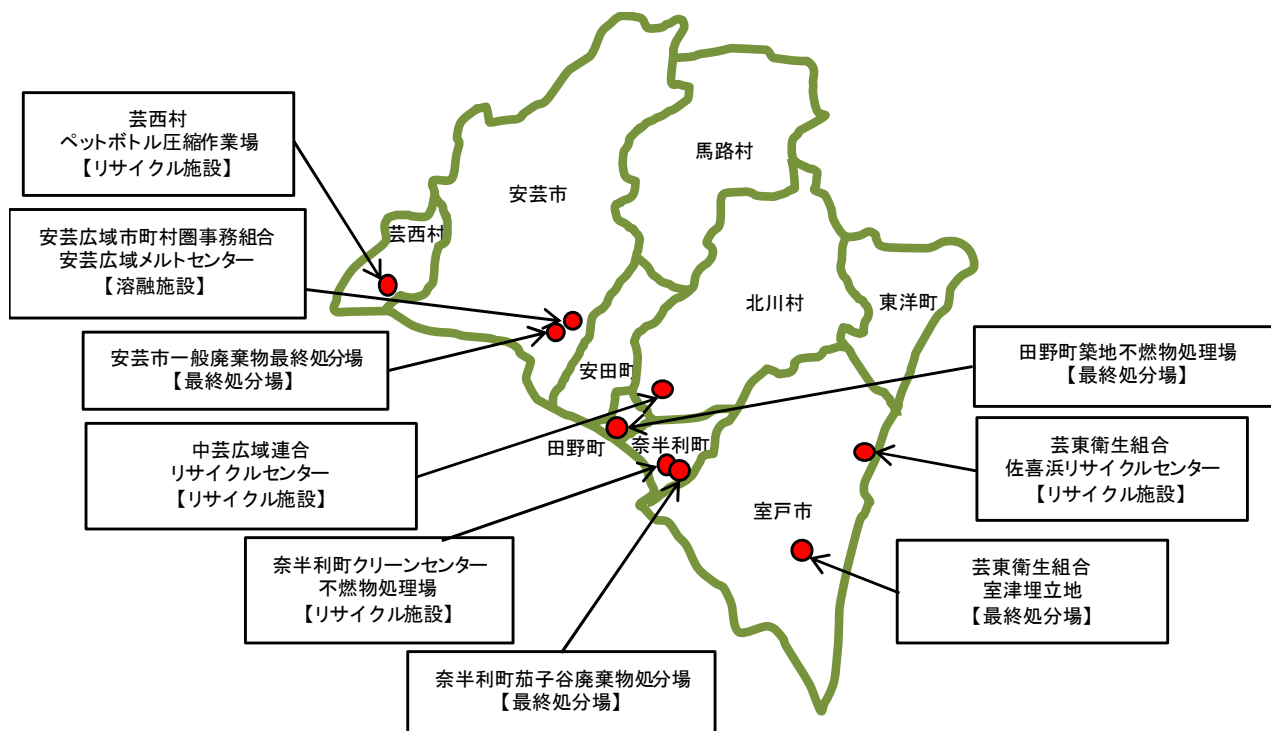 芸西村
ペットボトル圧縮作業場
【リサイクル施設】
安芸広域市町村圏事務組合
安芸広域メルトセンター
【溶融施設】
安芸市一般廃棄物最終処分場
【最終処分場】
中芸広域連合
リサイクルセンター
【リサイクル施設】
奈半利町クリーンセンター
不燃物処理場
【リサイクル施設】
奈半利町茄子谷廃棄物処分場
【最終処分場】
馬路村
安芸市
芸西村
北川村
東洋町
安田町
田野町
奈半利町
室戸市
田野町築地不燃物処理場
【最終処分場】
芸東衛生組合
佐喜浜リサイクルセンター
【リサイクル施設】
芸東衛生組合
室津埋立地
【最終処分場】